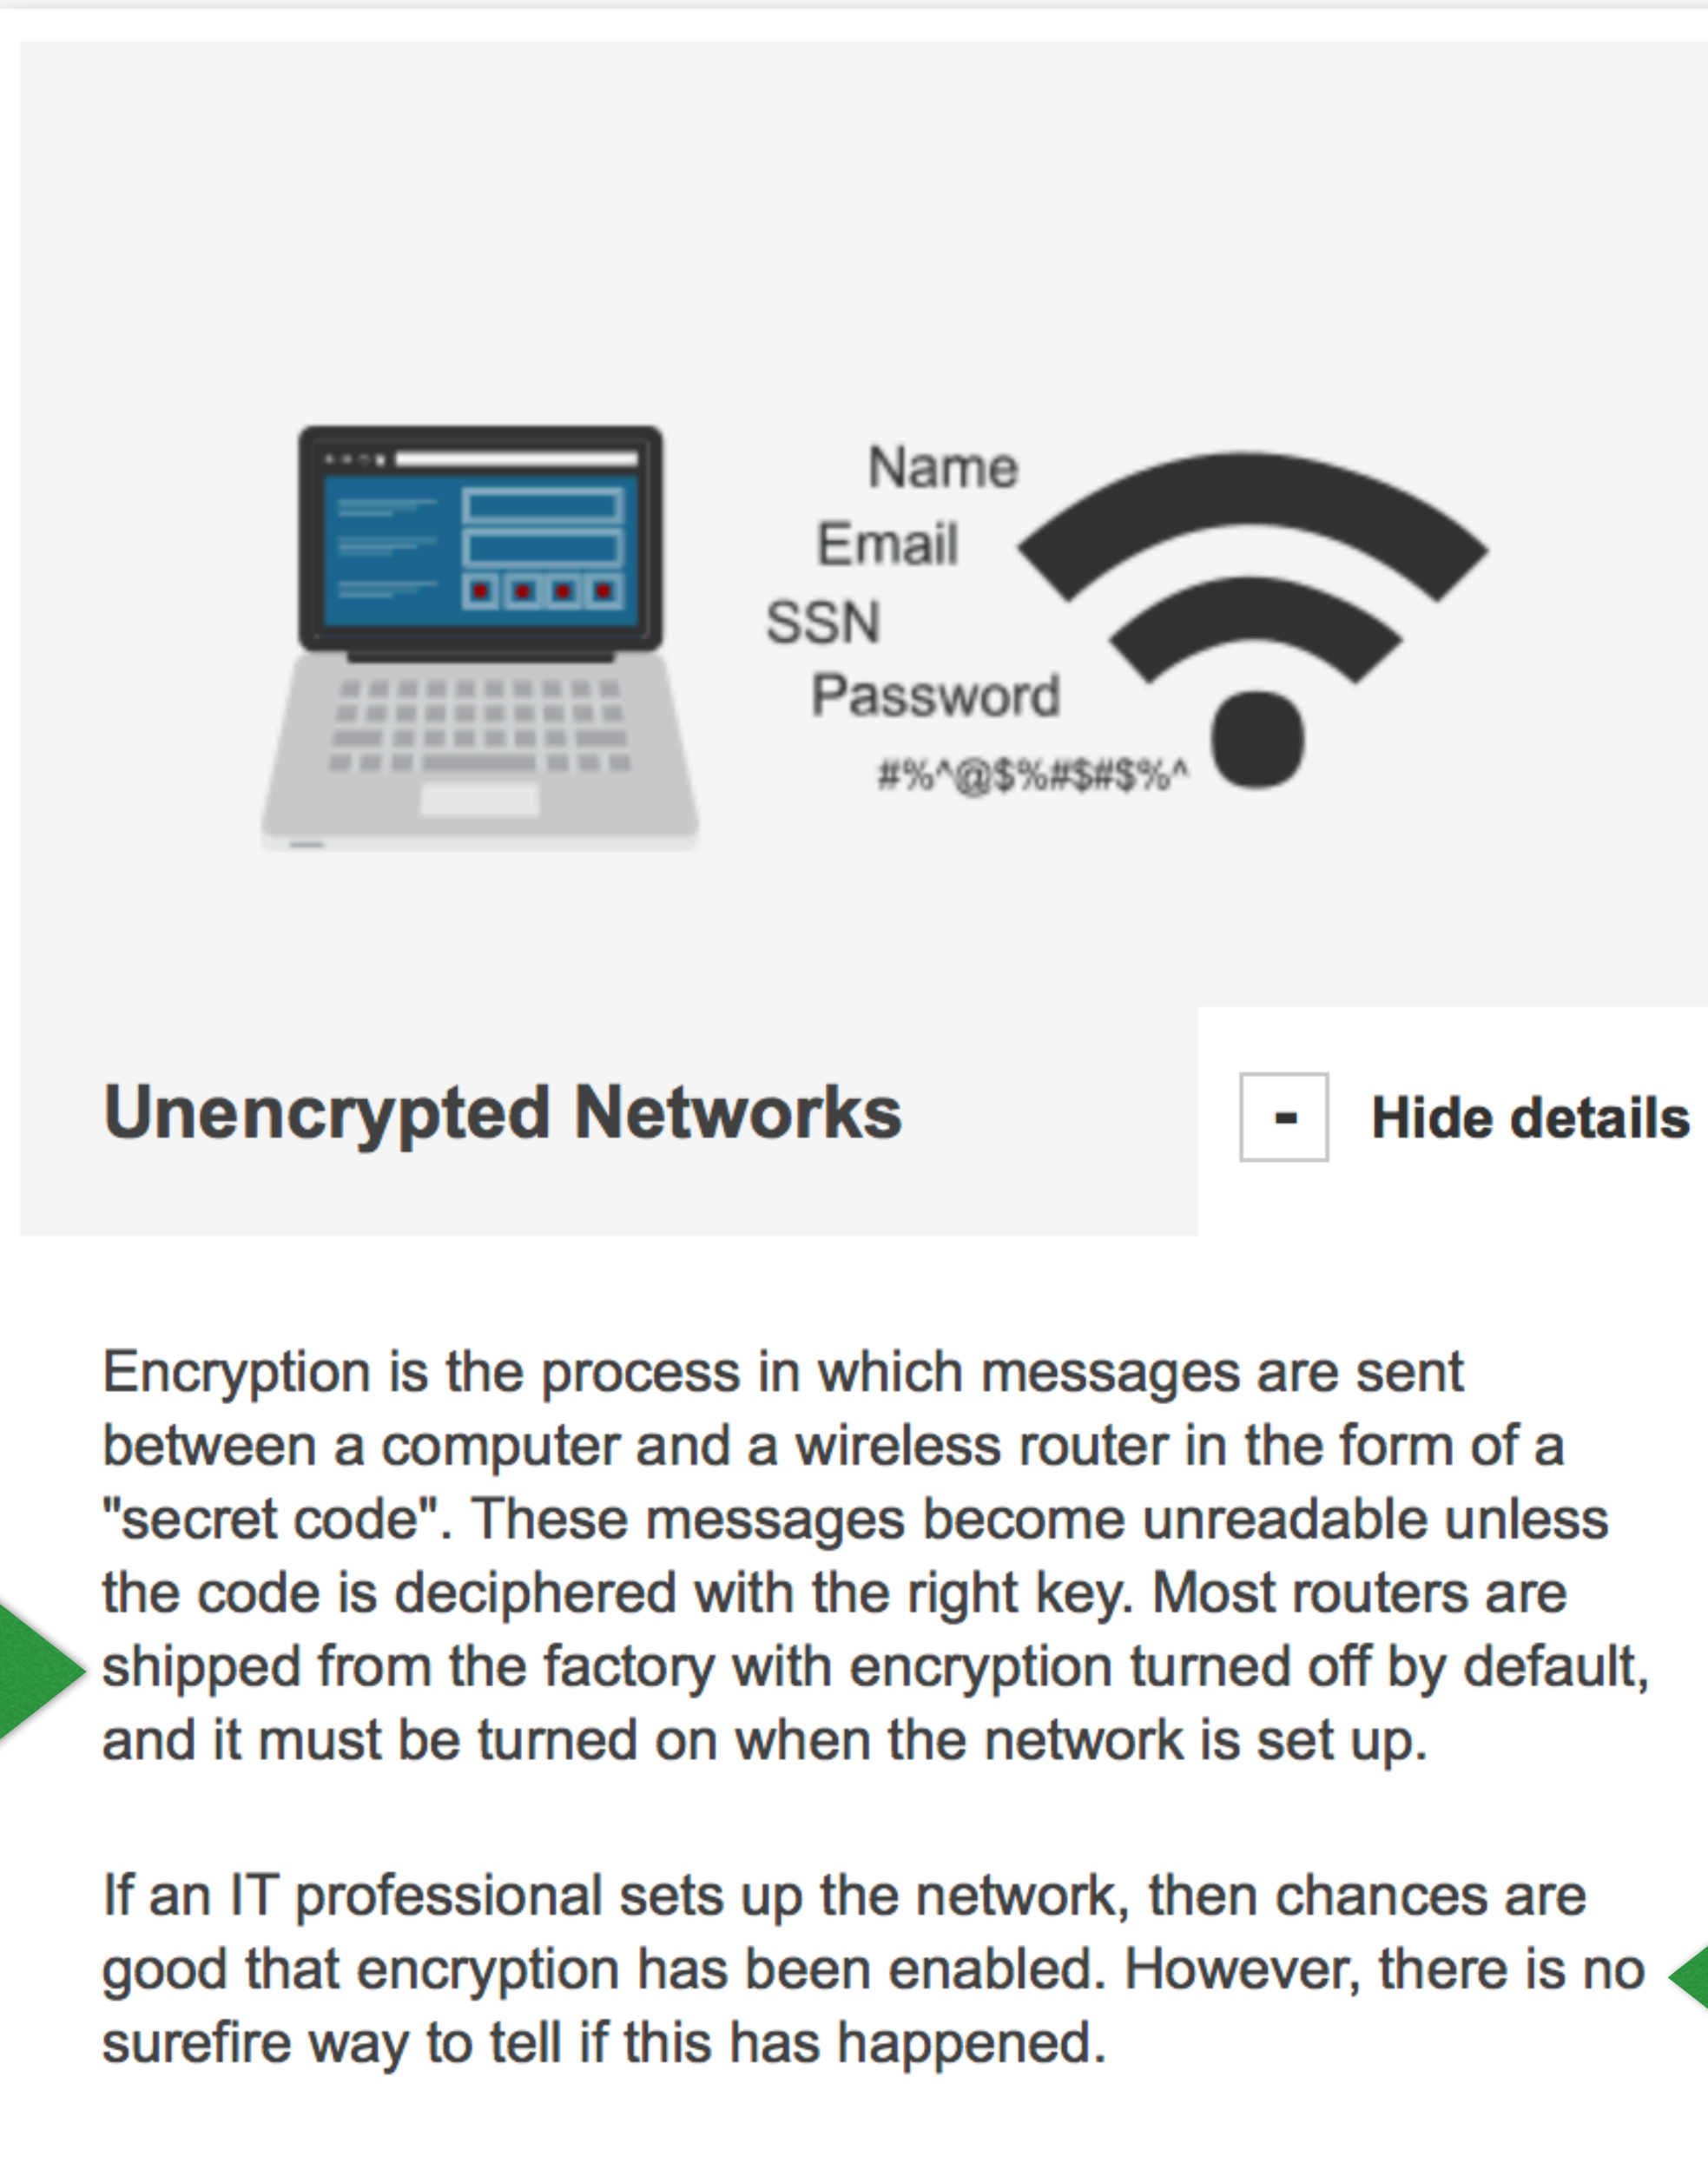 Name
Email
SSN
Password
#%^@$%#$#$%^
Unencrypted Networks
- Hide details
Encryption is the process in which messages are sent
between a computer and a wireless router in the form of a
"secret code". These messages become unreadable unless
the code is deciphered with the right key. Most routers are
shipped from the factory with encryption turned off by default,
and it must be turned on when the network is set up.
If an IT professional sets up the network, then chances are
good that encryption has been enabled. However, there is no
surefire way to tell if this has happened.